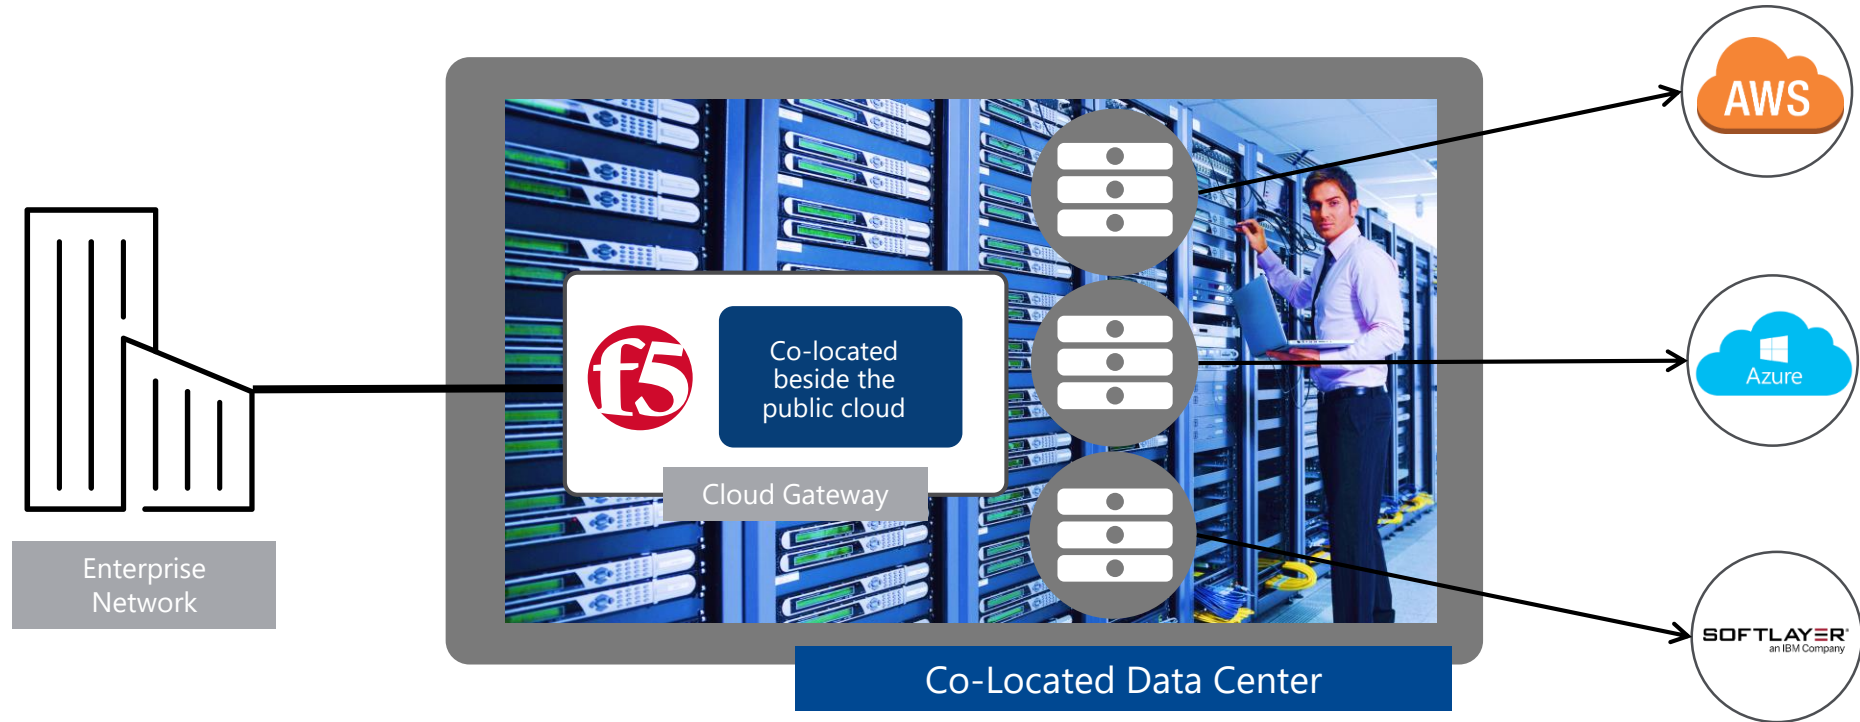 Enterprise
Network
f5
Co-located
beside the
public cloud
Cloud Gateway
Co-Located Data Center
AWS
Azure
SOFTLAYER®
an IBM Company